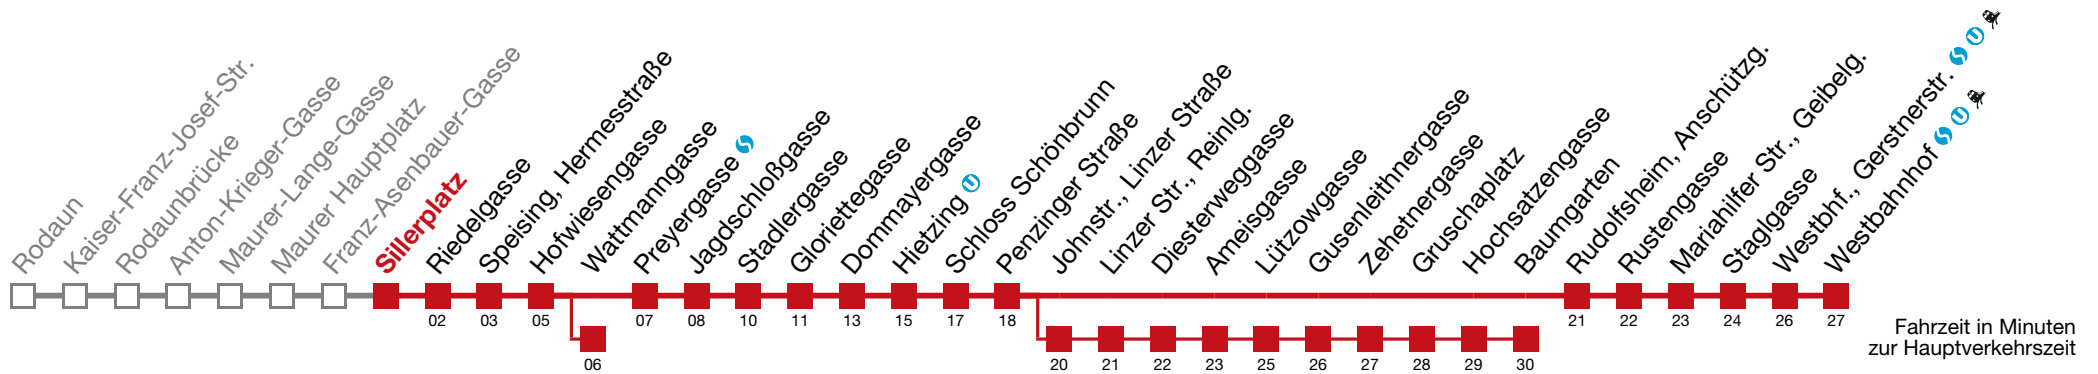 Rodaun
Kaiser-Franz-Josef-Str.
Rodaunbrücke
Anton-Krieger-Gasse
Maurer-Lange-Gasse
Maurer Hauptplatz
Franz-Asenbauer-Gasse
Sillerplatz
Riedelgasse
Speising, Hermesstraße
Hofwiesengasse
Wattmanngasse
Preyergasse
Jagdschloßgasse
Stadlergasse
Gloriettegasse
Dommayergasse
Hietzing U
Schloss Schönbrunn
Penzinger Straße
Johnstr., Linzer Straße
Linzer Str., Reinlg.
Diesterweggasse
Ameisgasse
Lützowgasse
Gusenleithnergasse
Zehetnergasse
Gruschaplatz
Hochsatzengasse
Baumgarten
Rudolfsheim, Anschützg.
Rustengasse
Mariahilfer Str., Geibelg.
Staglgasse
Westbhf., Gerstnerstr. U
Westbahnhof U
02 03 05 07 08 10 11 13 15 17 18 21 22 23 24 26 27
06 20 21 22 23 25 26 27 28 29 30
Fahrzeit in Minuten
zur Hauptverkehrszeit